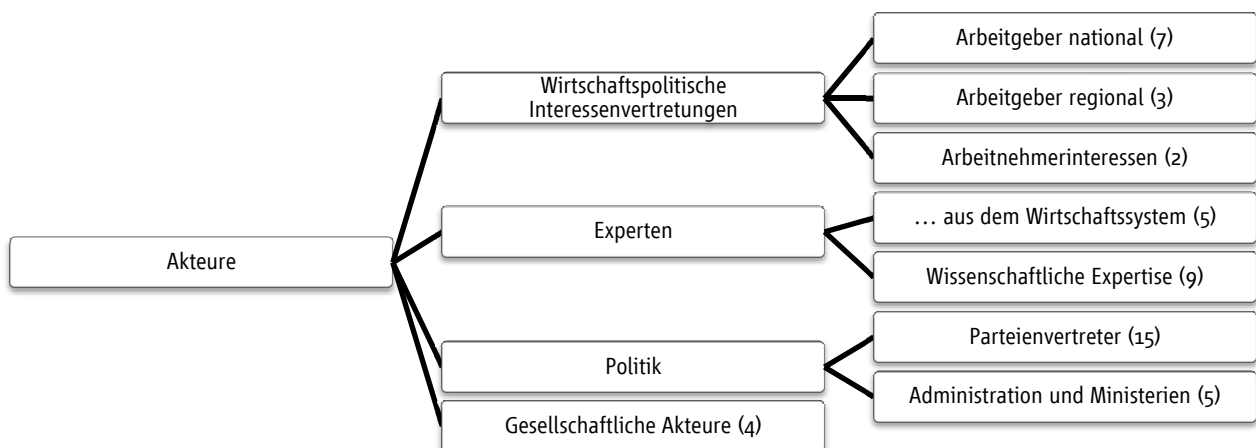 Akteure
Wirtschaftspolitische
Interessenvertretungen
Arbeitgeber national (7)
Arbeitgeber regional (3)
Arbeitnehmerinteressen (2)
Experten
... aus dem Wirtschaftssystem (5)
Wissenschaftliche Expertise (9)
Politik
Parteienvertreter (15)
Administration und Ministerien (5)
Gesellschaftliche Akteure (4)